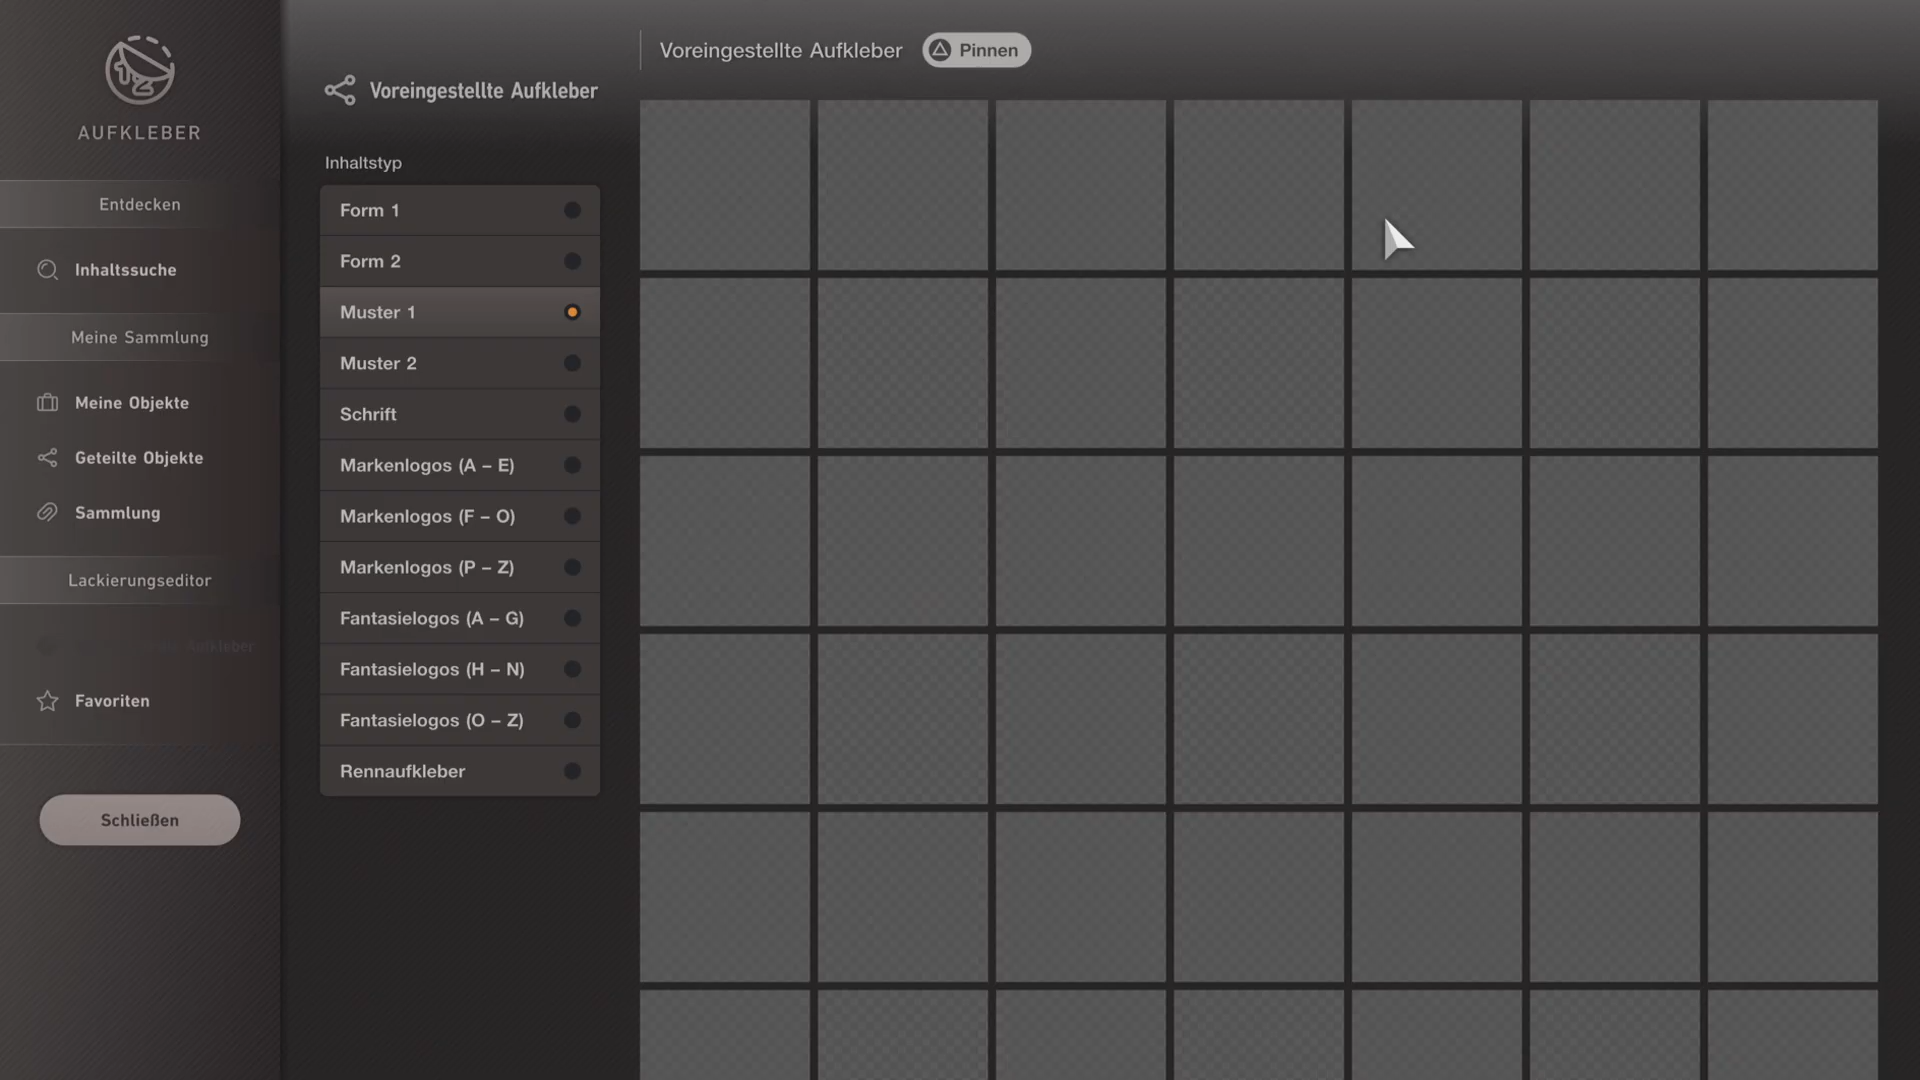 AUFKLEBER
Entdecken
Inhaltssuche
Meine Sammlung
Meine Objekte
Geteilte Objekte
Sammlung
Lackierungseditor
Aufkleber
Favoriten
Schließen
Voreingestellte Aufkleber
Inhaltstyp
Form 1
Form 2
Muster 1
Muster 2
Schrift
Markenlogos (A – E)
Markenlogos (F – O)
Markenlogos (P – Z)
Fantasielogos (A – G)
Fantasielogos (H – N)
Fantasielogos (O – Z)
Rennaufkleber
Voreingestellte Aufkleber
Pinnen